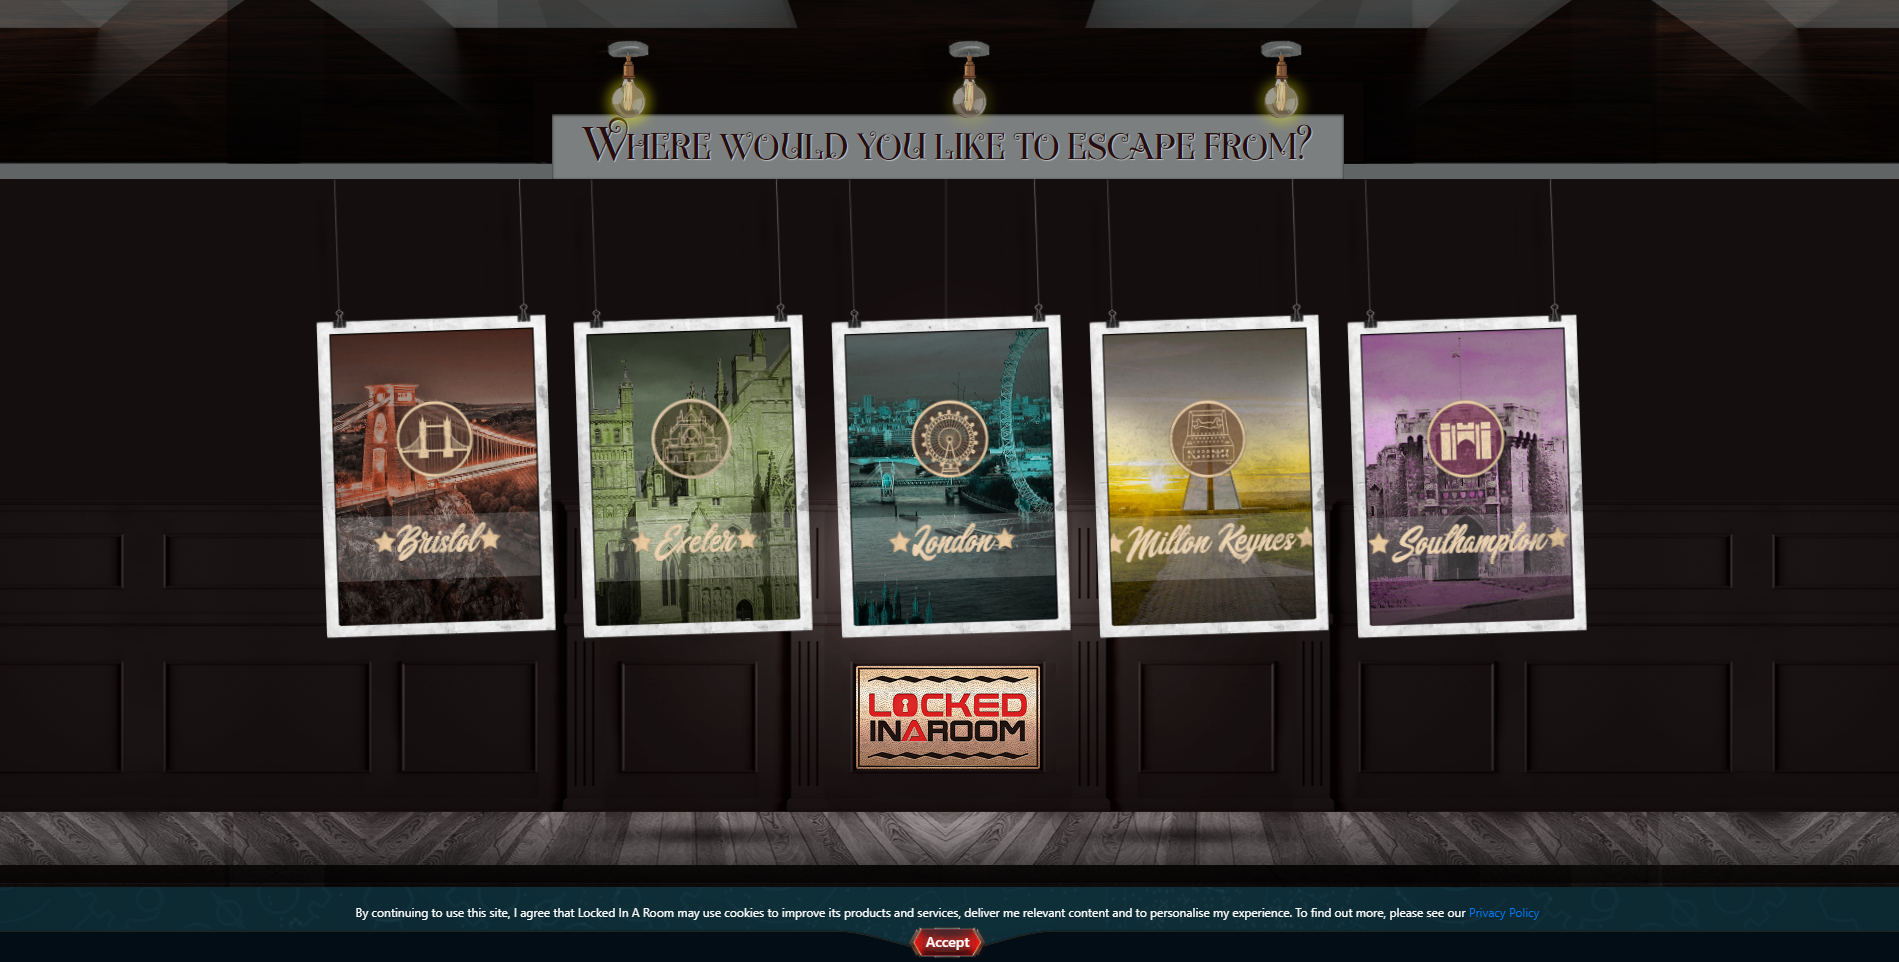 WHERE WOULD YOU LIKE TO ESCAPE FROM?
Bristol
Exeter
London
Milton Keynes
Southampton
LOCKED
INAROOM
By continuing to use this site, I agree that Locked In A Room may use cookies to improve its products and services, deliver me relevant content and to personalise my experience. To find out more, please see our Privacy Policy
Accept